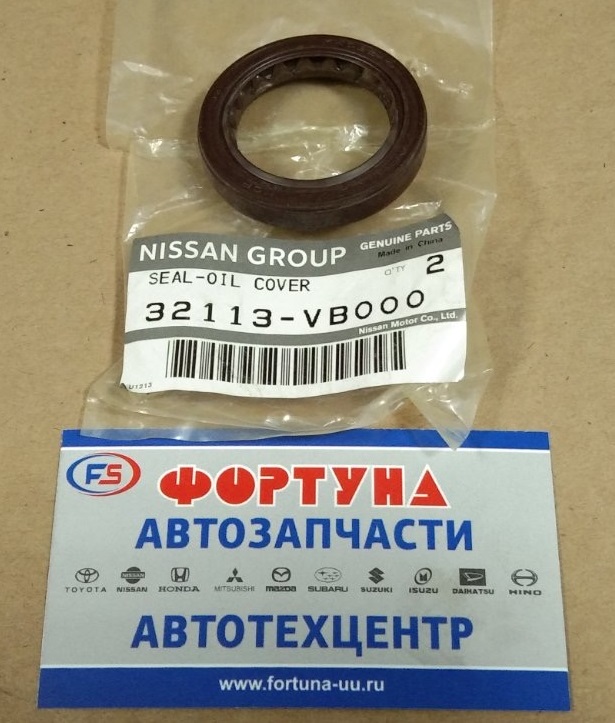 NISSAN GROUP
GENUINE PARTS
Made in China
SEAL-OIL COVER
Q'TY 2
32113-VB000
Nissan Motor Co., Ltd.
U1213
FS
ФОРТУНА
АВТОЗАПЧАСТИ
TOYOTA NISSAN HONDA MITSUBISHI mazda SUBARU SUZUKI ISUZU DAIHATSU HINO
АВТОТЕХЦЕНТР
www.fortuna-uu.ru